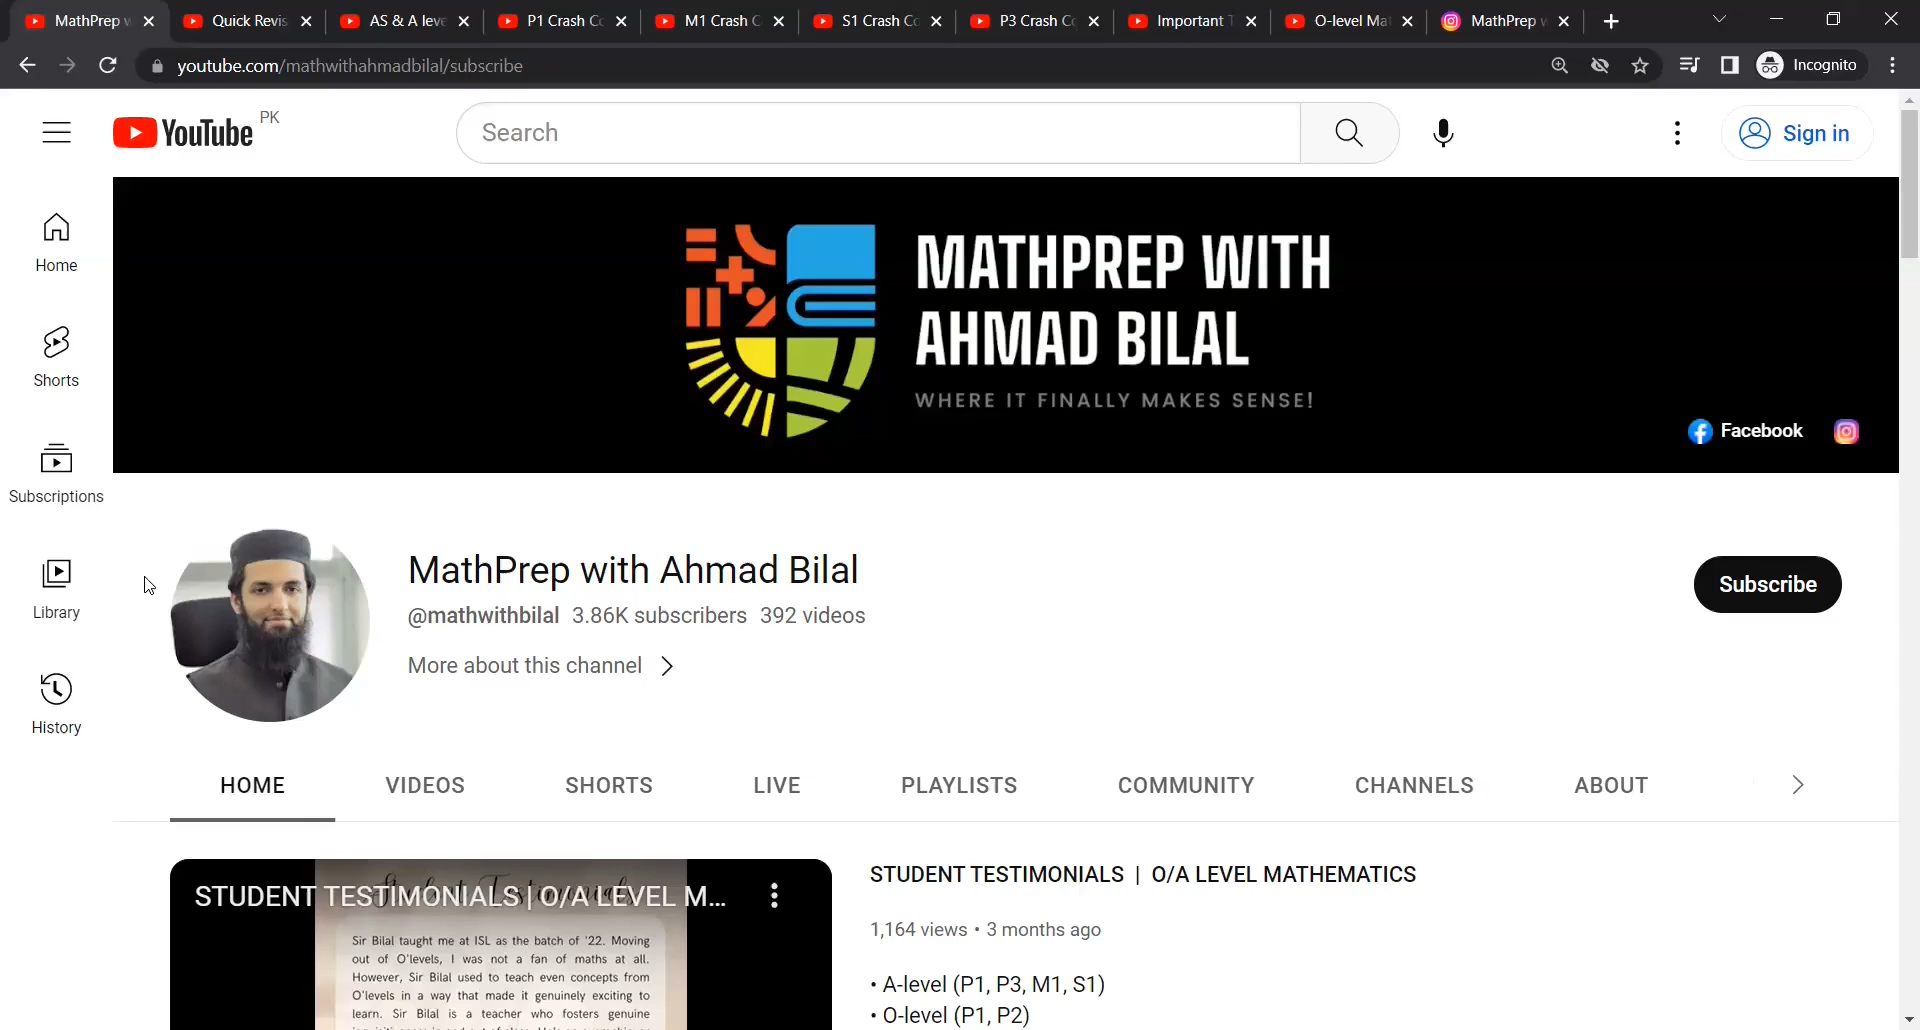 MathPrep w
Quick Revis
AS & A leve
P1 Crash Co
M1 Crash C
S1 Crash Co
P3 Crash Co
Important T
O-level Mat
MathPrep w
youtube.com/mathwithahmadbilal/subscribe
Incognito
YouTube PK
Search
Sign in
Home
Shorts
Subscriptions
Library
History
MATHPREP WITH
AHMAD BILAL
WHERE IT FINALLY MAKES SENSE!
Facebook
MathPrep with Ahmad Bilal
@mathwithbilal 3.86K subscribers 392 videos
More about this channel
Subscribe
HOME VIDEOS SHORTS LIVE PLAYLISTS COMMUNITY CHANNELS ABOUT
STUDENT TESTIMONIALS | O/A LEVEL M...
Sir Bilal taught me at ISL as the batch of '22. Moving
out of O'levels, I was not a fan of maths at all.
However, Sir Bilal used to teach even concepts from
O'levels in a way that made it genuinely exciting to
learn. Sir Bilal is a teacher who fosters genuine
STUDENT TESTIMONIALS | O/A LEVEL MATHEMATICS
1,164 views • 3 months ago
• A-level (P1, P3, M1, S1)
• O-level (P1, P2)